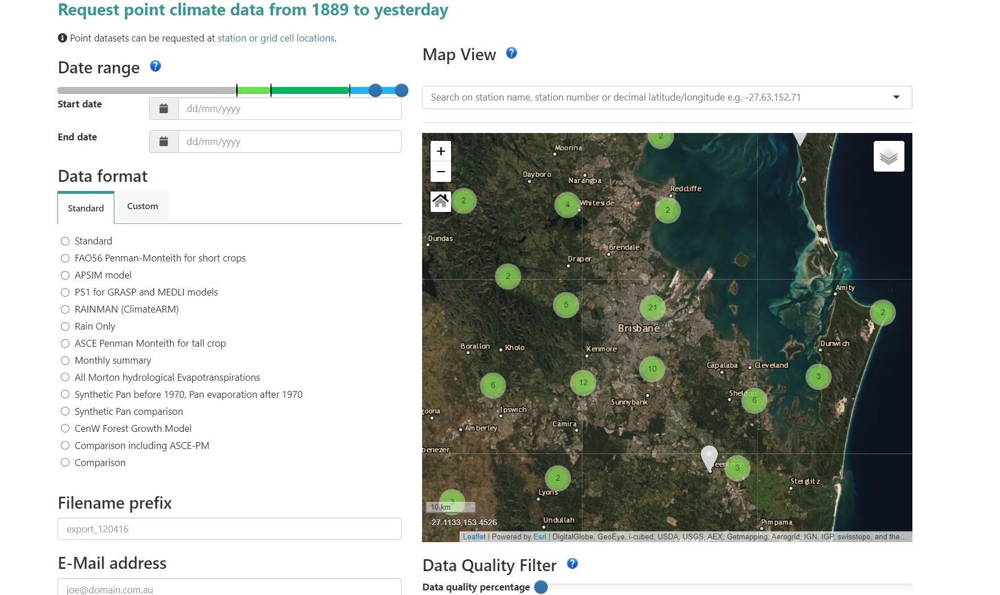 Request point climate data from 1889 to yesterday
Point datasets can be requested at station or grid cell locations.
Date range
Start date
dd/mm/yyyy
End date
dd/mm/yyyy
Data format
Standard
Custom
Standard
FAO56 Penman-Monteith for short crops
APSIM model
P51 for GRASP and MEDLI models
RAINMAN (ClimateARM)
Rain Only
ASCE Penman Monteith for tall crop
Monthly summary
All Morton hydrological Evapotranspirations
Synthetic Pan before 1970, Pan evaporation after 1970
Synthetic Pan comparison
CenW Forest Growth Model
Comparison including ASCE-PM
Comparison
Filename prefix
export_120416
E-Mail address
joe@domain.com.au
Map View
Search on station name, station number or decimal latitude/longitude e.g. -27.63,152.71
+
−
2
Moorina
Dayboro
Narangba
Redcliffe
2
4
Whiteside
2
Dundas
Brendale
Draper
2
Amity
5
21
2
Brisbane
Borallon
Kholo
Kenmore
Dunwich
Capalaba
Cleveland
10
3
6
12
Sheldon
6
Sunnybank
goona
Ipswich
Camira
Amberley
benezer
eenleigh
3
2
Steiglitz
Lyons
3
10 km
-27.1133,153.4526
Undullah
Pimpama
Leaflet | Powered by Esri | DigitalGlobe, GeoEye, i-cubed, USDA, USGS, AEX, Getmapping, Aerogrid, IGN, IGP, swisstopo, and the...
Data Quality Filter
Data quality percentage